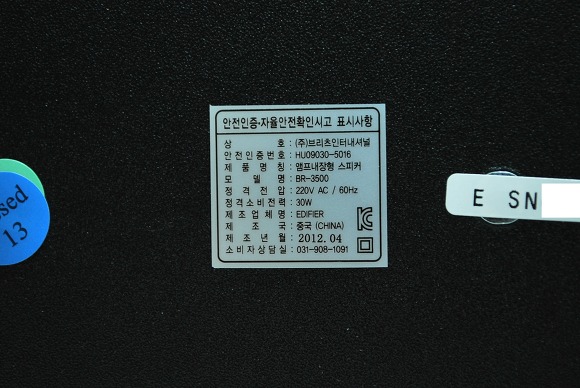 안전인증·자율안전확인시고 표시사항
상 호 : (주)브리츠인터내셔널
안전인증번호 : HU09030-5016
제 품 명 칭 : 앰프내장형 스피커
모 델 명 : BR-3500
정 격 전 압 : 220V AC / 60Hz
정격소비전력 : 30W
제조업체명 : EDIFIER
제 조 국 : 중국 (CHINA)
제 조 년 월 : 2012.04
소비자상담실 : 031-908-1091
sed
13
E SN